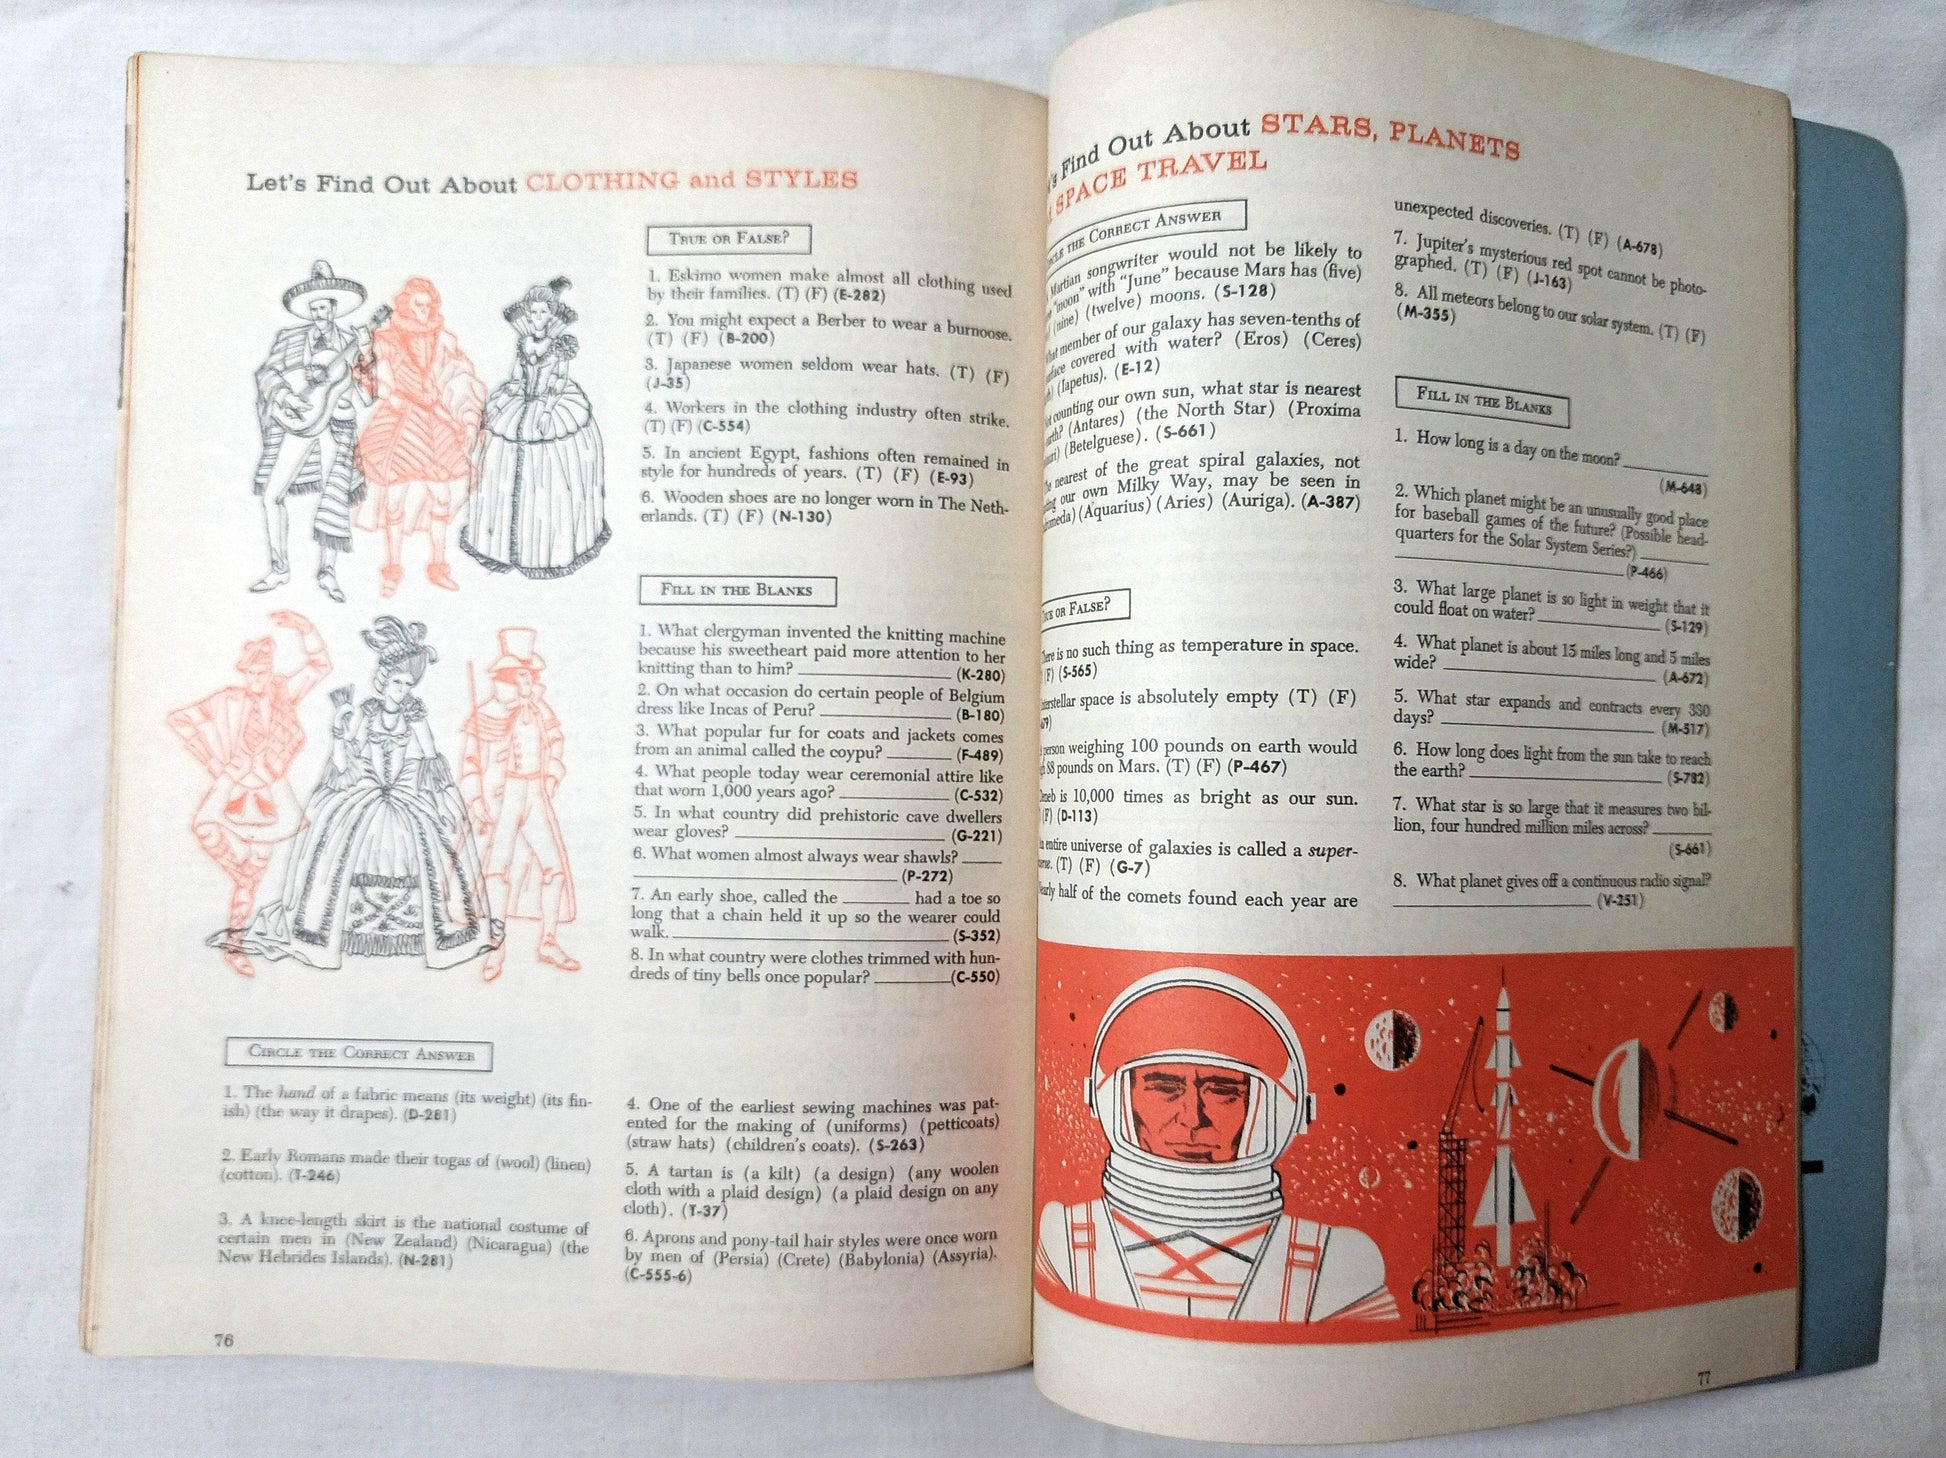 Let's Find Out About CLOTHING and STYLES
TRUE OR FALSE?
1. Eskimo women make almost all clothing used
by their families. (T) (F) (E-282)
2. You might expect a Berber to wear a burnoose.
(T) (F) (B-200)
3. Japanese women seldom wear hats. (T) (F)
(J-35)
4. Workers in the clothing industry often strike.
(T) (F) (C-554)
5. In ancient Egypt, fashions often remained in
style for hundreds of years. (T) (F) (E-93)
6. Wooden shoes are no longer worn in The Neth-
erlands. (T) (F) (N-130)
FILL IN THE BLANKS
1. What clergyman invented the knitting machine
because his sweetheart paid more attention to her
knitting than to him? (K-280)
2. On what occasion do certain people of Belgium
dress like Incas of Peru? (B-180)
3. What popular fur for coats and jackets comes
from an animal called the coypu? (F-489)
4. What people today wear ceremonial attire like
that worn 1,000 years ago? (C-532)
5. In what country did prehistoric cave dwellers
wear gloves? (G-221)
6. What women almost always wear shawls?
(P-272)
7. An early shoe, called the had a toe so
long that a chain held it up so the wearer could
walk. (S-352)
8. In what country were clothes trimmed with hun-
dreds of tiny bells once popular? (C-550)
CIRCLE THE CORRECT ANSWER
1. The hand of a fabric means (its weight) (its fin-
ish) (the way it drapes). (D-281)
2. Early Romans made their togas of (wool) (linen)
(cotton). (T-246)
3. A knee-length skirt is the national costume of
certain men in (New Zealand) (Nicaragua) (the
New Hebrides Islands). (N-281)
4. One of the earliest sewing machines was pat-
ented for the making of (uniforms) (petticoats)
(straw hats) (children's coats). (S-263)
5. A tartan is (a kilt) (a design) (any woolen
cloth with a plaid design) (a plaid design on any
cloth). (T-37)
6. Aprons and pony-tail hair styles were once worn
by men of (Persia) (Crete) (Babylonia) (Assyria).
(C-555-6)
76
Find Out About STARS, PLANETS
SPACE TRAVEL
THE CORRECT ANSWER
Martian songwriter would not be likely to
"moon" with "June" because Mars has (five)
(nine) (twelve) moons. (S-128)
member of our galaxy has seven-tenths of
covered with water? (Eros) (Ceres)
(Iapetus). (E-12)
counting our own sun, what star is nearest
(Antares) (the North Star) (Proxima
(Betelguese). (S-661)
nearest of the great spiral galaxies, not
our own Milky Way, may be seen in
(Aquarius) (Aries) (Auriga). (A-387)
OR FALSE?
is no such thing as temperature in space.
(F) (S-565)
space is absolutely empty (T) (F)
person weighing 100 pounds on earth would
88 pounds on Mars. (T) (F) (P-467)
is 10,000 times as bright as our sun.
(F) (D-113)
entire universe of galaxies is called a super-
(T) (F) (G-7)
half of the comets found each year are
unexpected discoveries. (T) (F) (A-678)
7. Jupiter's mysterious red spot cannot be photo-
graphed. (T) (F) (J-163)
8. All meteors belong to our solar system. (T) (F)
(M-355)
FILL IN THE BLANKS
1. How long is a day on the moon?
(M-648)
2. Which planet might be an unusually good place
for baseball games of the future? (Possible head-
quarters for the Solar System Series?)
(P-466)
3. What large planet is so light in weight that it
could float on water? (S-129)
4. What planet is about 15 miles long and 5 miles
wide? (A-672)
5. What star expands and contracts every 330
days? (M-517)
6. How long does light from the sun take to reach
the earth? (S-782)
7. What star is so large that it measures two bil-
lion, four hundred million miles across?
(S-661)
8. What planet gives off a continuous radio signal?
(V-251)
77